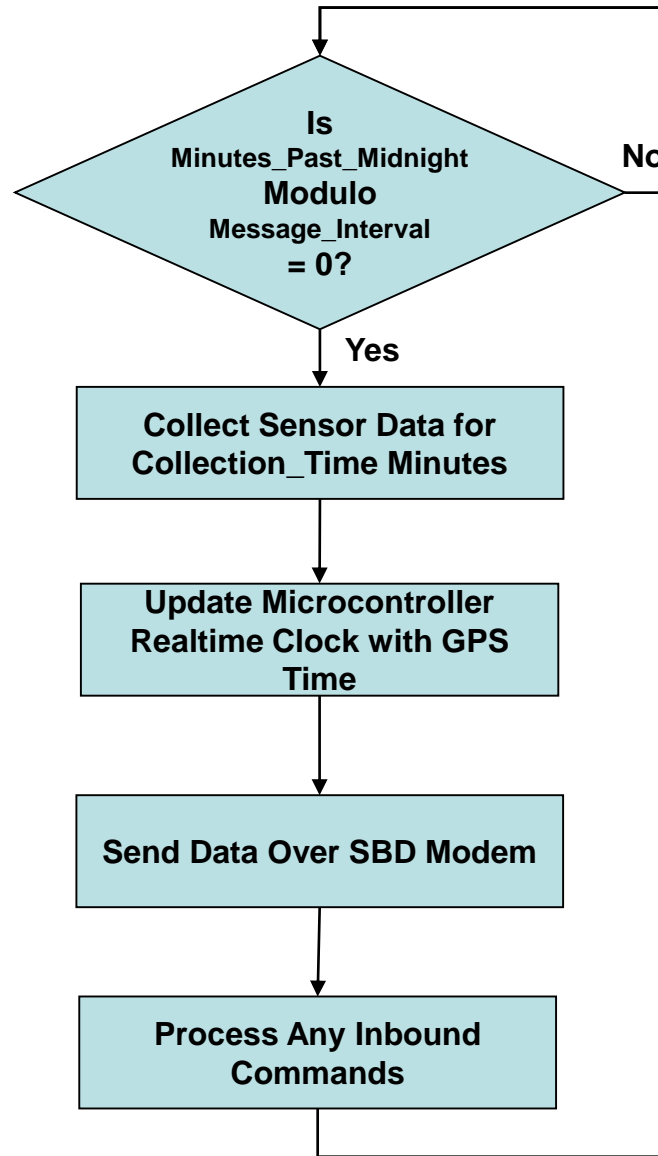 Is
Minutes_Past_Midnight
Modulo
Message_Interval
= 0?
No
Yes
Collect Sensor Data for
Collection_Time Minutes
Update Microcontroller
Realtime Clock with GPS
Time
Send Data Over SBD Modem
Process Any Inbound
Commands